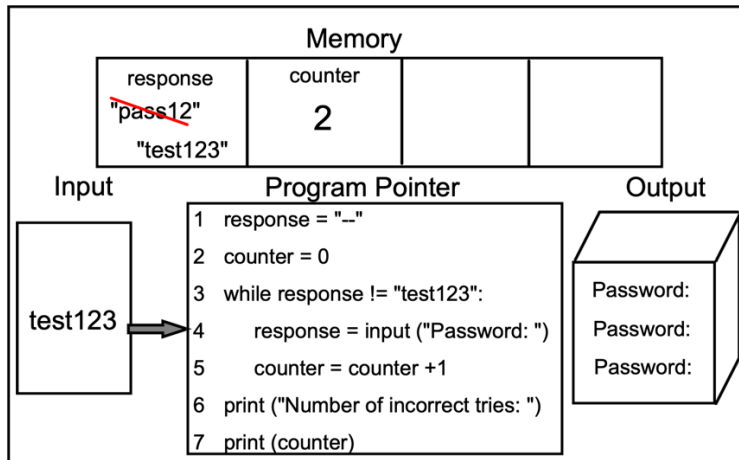 Memory
response
counter
"pass12"
2
"test123"
Input
Program Pointer
Output
test123
1 response = "--"
2 counter = 0
3 while response != "test123":
4 response = input ("Password: ")
5 counter = counter +1
6 print ("Number of incorrect tries: ")
7 print (counter)
Password:
Password:
Password: